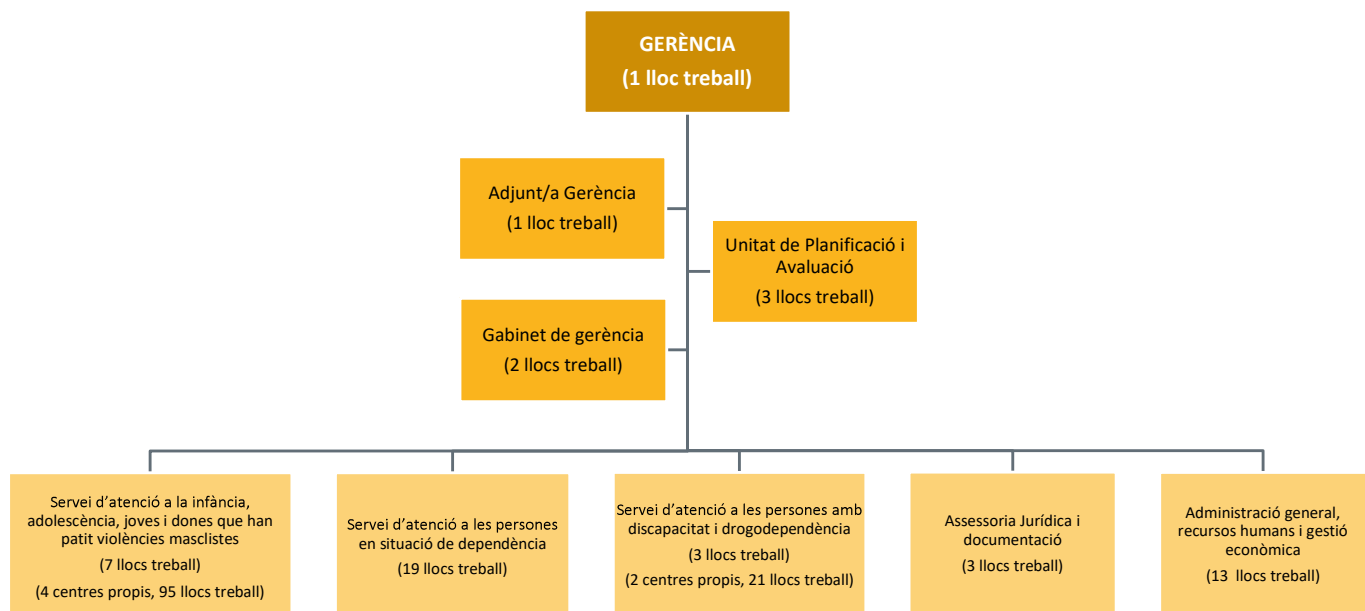 GERÈNCIA
(1 lloc treball)
Adjunt/a Gerència
(1 lloc treball)
Unitat de Planificació i
Avaluació
(3 llocs treball)
Gabinet de gerència
(2 llocs treball)
Servei d'atenció a la infància,
adolescència, joves i dones que han
patit violències masclistes
(7 llocs treball)
(4 centres propis, 95 llocs treball)
Servei d'atenció a les persones
en situació de dependència
(19 llocs treball)
Servei d'atenció a les persones amb
discapacitat i drogodependència
(3 llocs treball)
(2 centres propis, 21 llocs treball)
Assessoria Jurídica i
documentació
(3 llocs treball)
Administració general,
recursos humans i gestió
econòmica
(13 llocs treball)